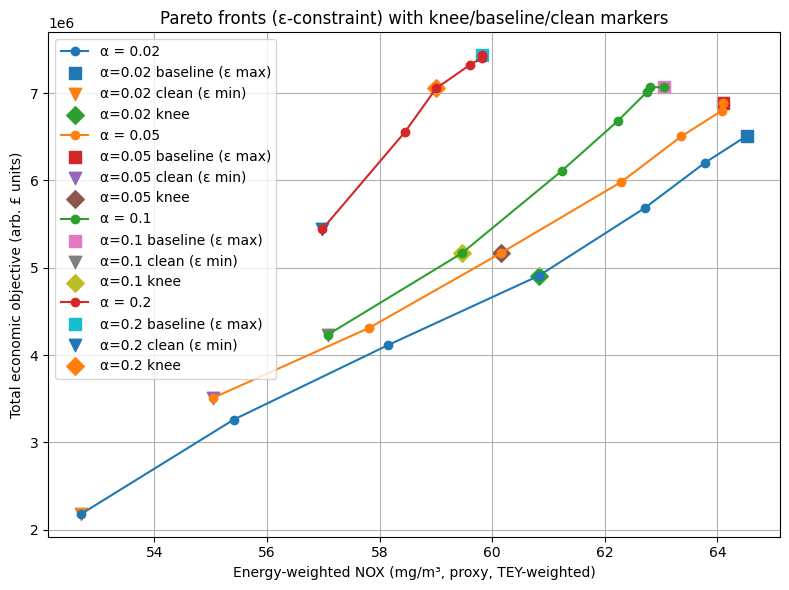 Pareto fronts (ε-constraint) with knee/baseline/clean markers
1e6
α = 0.02
α=0.02 baseline (ε max)
α=0.02 clean (ε min)
α=0.02 knee
α = 0.05
α=0.05 baseline (ε max)
α=0.05 clean (ε min)
α=0.05 knee
α = 0.1
α=0.1 baseline (ε max)
α=0.1 clean (ε min)
α=0.1 knee
α = 0.2
α=0.2 baseline (ε max)
α=0.2 clean (ε min)
α=0.2 knee
Total economic objective (arb. £ units)
7
6
5
4
3
2
54 56 58 60 62 64
Energy-weighted NOX (mg/m³, proxy, TEY-weighted)